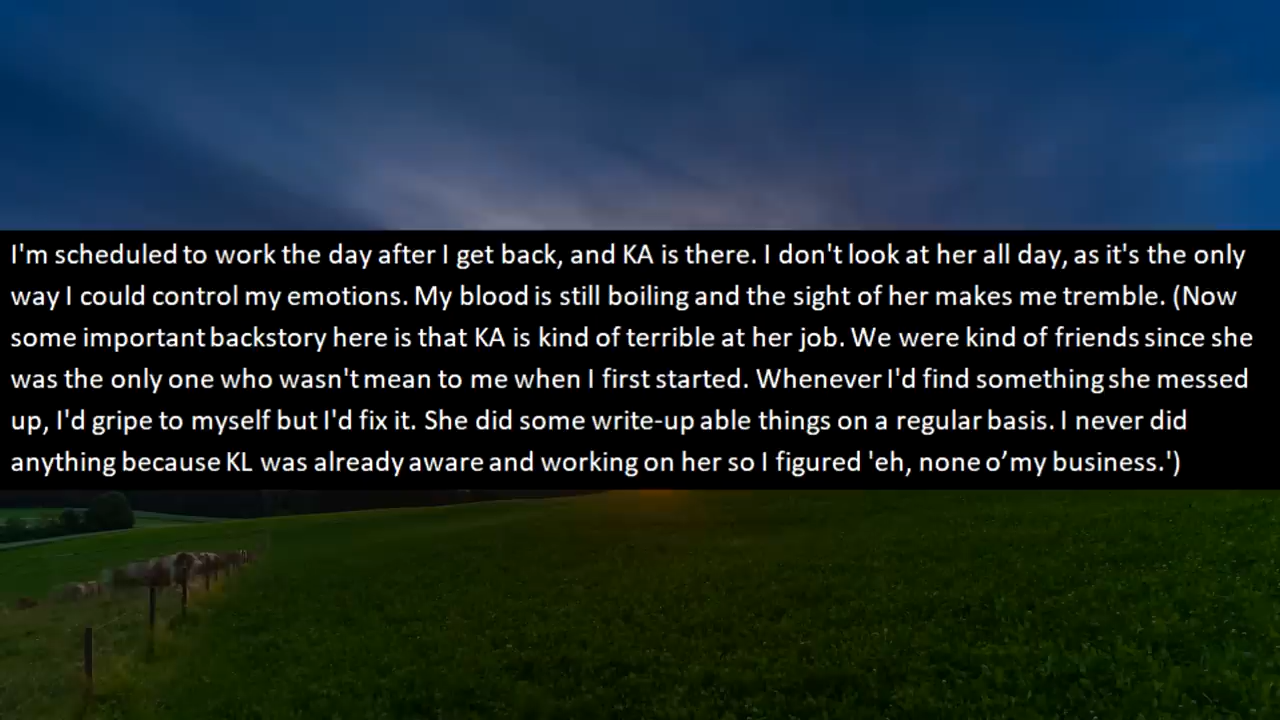 I'm scheduled to work the day after I get back, and KA is there. I don't look at her all day, as it's the only
way I could control my emotions. My blood is still boiling and the sight of her makes me tremble. (Now
some important backstory here is that KA is kind of terrible at her job. We were kind of friends since she
was the only one who wasn't mean to me when I first started. Whenever I'd find something she messed
up, I'd gripe to myself but I'd fix it. She did some write-up able things on a regular basis. I never did
anything because KL was already aware and working on her so I figured 'eh, none o’my business.')